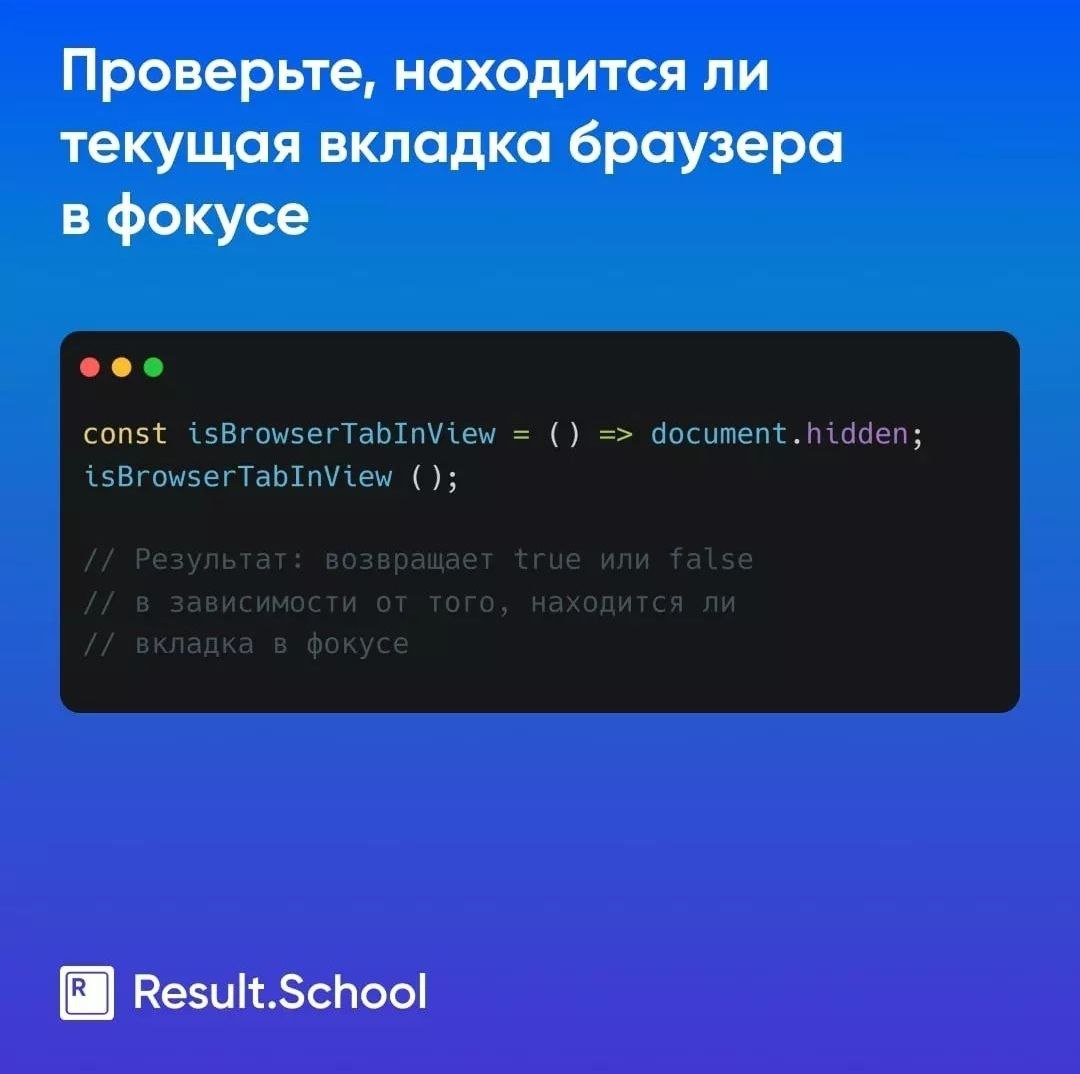 Проверьте, находится ли
текущая вкладка браузера
в фокусе
const isBrowserTabInView = () => document.hidden;
isBrowserTabInView ();
// Результат: возвращает true или false
// в зависимости от того, находится ли
// вкладка в фокусе
R
Result.School